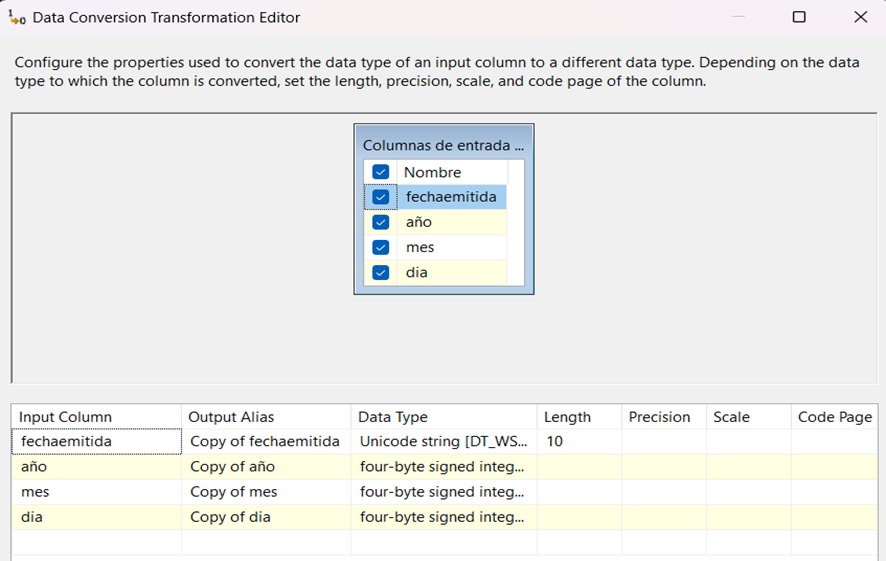 Data Conversion Transformation Editor
Configure the properties used to convert the data type of an input column to a different data type. Depending on the data
type to which the column is converted, set the length, precision, scale, and code page of the column.
Columnas de entrada ...
Nombre
fechaemitida
año
mes
dia
Input Column Output Alias Data Type Length Precision Scale Code Page
fechaemitida Copy of fechaemitida Unicode string [DT_WS... 10
año Copy of año four-byte signed integ...
mes Copy of mes four-byte signed integ...
dia Copy of dia four-byte signed integ...